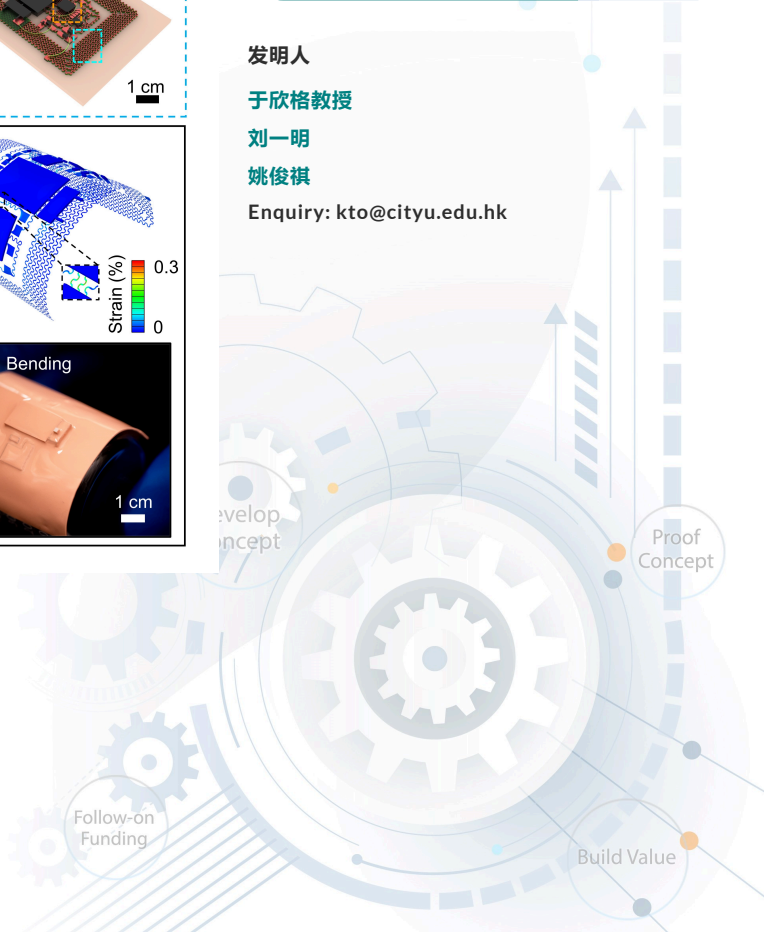 1 cm
Strain (%)
0.3
0
Bending
1 cm
发明人
于欣格教授
刘一明
姚俊祺
Enquiry: kto@cityu.edu.hk
Proof
Concept
Follow-on
Funding
Build Value